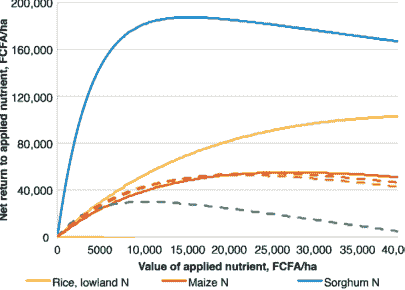 Net return to applied nutrient, FCFA/ha
200,000
160,000
120,000
80,000
40,000
0
0 5000 10,000 15,000 20,000 25,000 30,000 35,000 40,0
Value of applied nutrient, FCFA/ha
Rice, lowland N Maize N Sorghum N